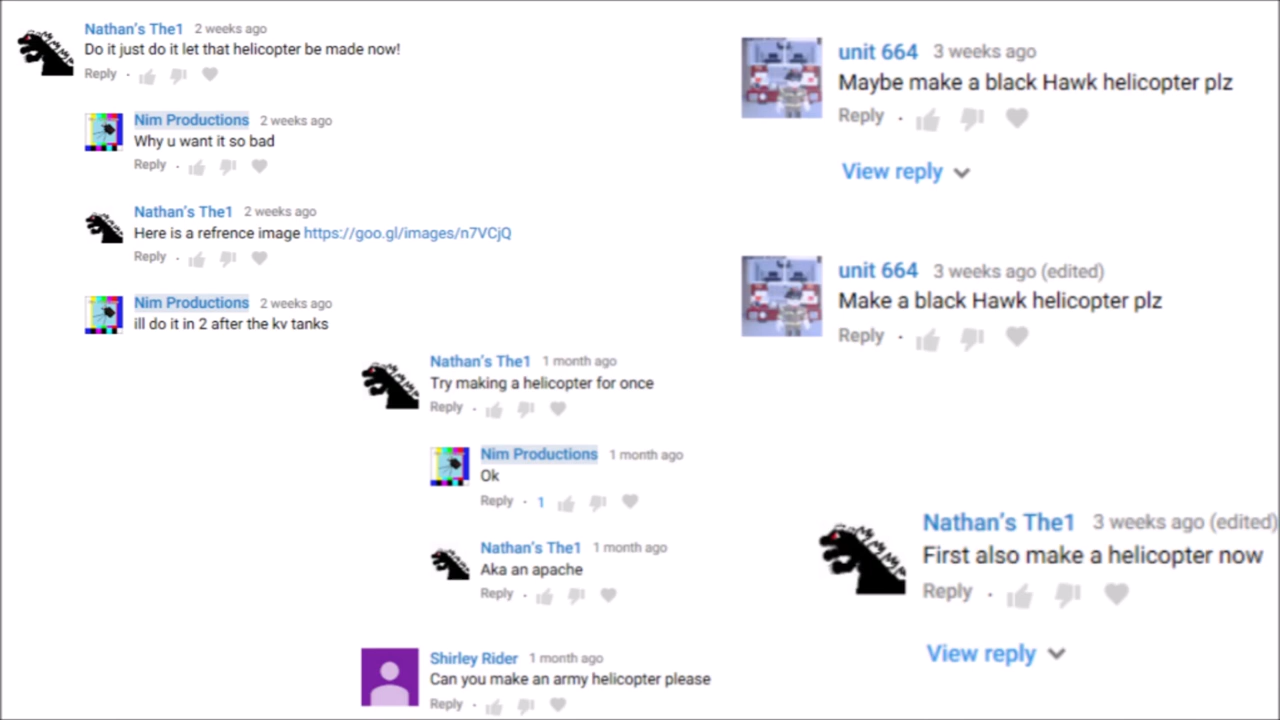 Nathan's The1 2 weeks ago
Do it just do it let that helicopter be made now!
Reply ·
Nim Productions 2 weeks ago
Why u want it so bad
Reply ·
Nathan's The1 2 weeks ago
Here is a refrence image https://goo.gl/images/n7VCjQ
Reply ·
Nim Productions 2 weeks ago
ill do it in 2 after the kv tanks
Nathan's The1 1 month ago
Try making a helicopter for once
Reply ·
Nim Productions 1 month ago
Ok
Reply · 1
Nathan's The1 1 month ago
Aka an apache
Reply ·
Shirley Rider 1 month ago
Can you make an army helicopter please
Reply ·
unit 664 3 weeks ago
Maybe make a black Hawk helicopter plz
Reply ·
View reply
unit 664 3 weeks ago (edited)
Make a black Hawk helicopter plz
Reply ·
Nathan's The1 3 weeks ago (edited)
First also make a helicopter now
Reply ·
View reply